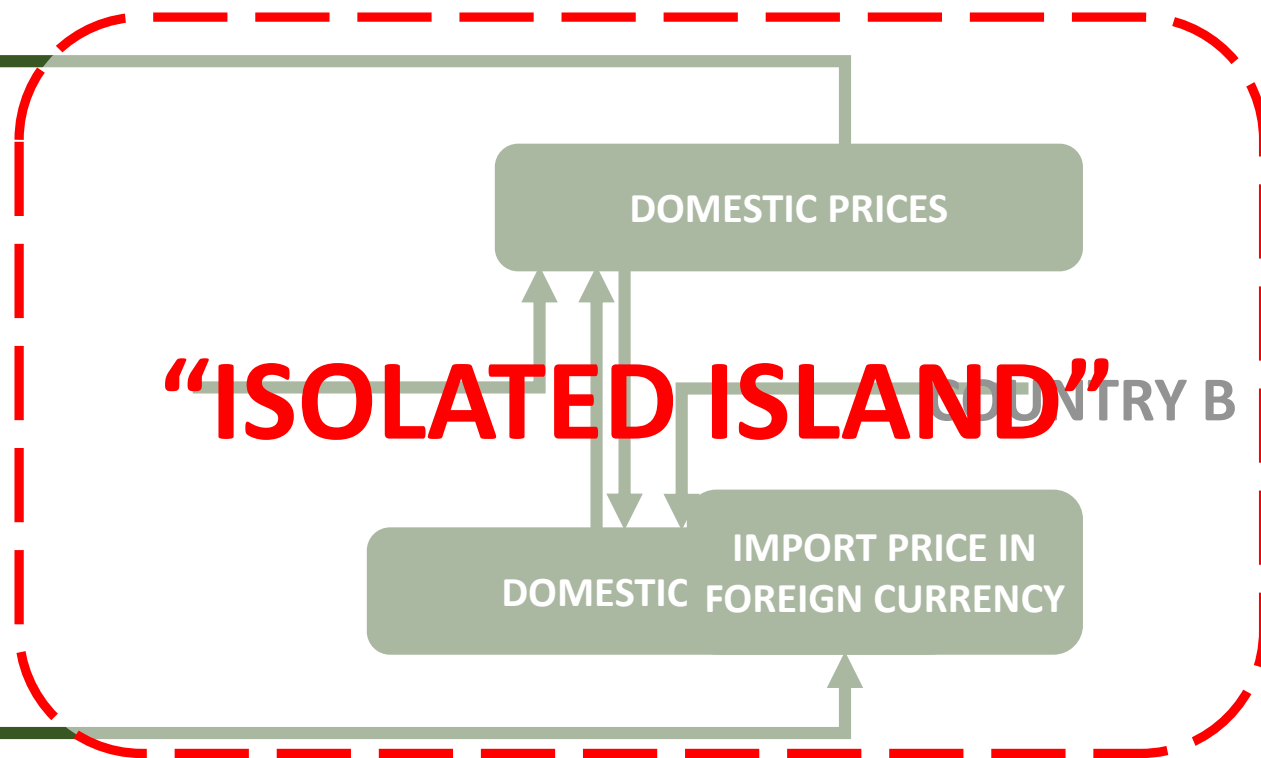 DOMESTIC PRICES
“ISOLATED ISLAND”
COUNTRY B
IMPORT PRICE IN
DOMESTIC FOREIGN CURRENCY